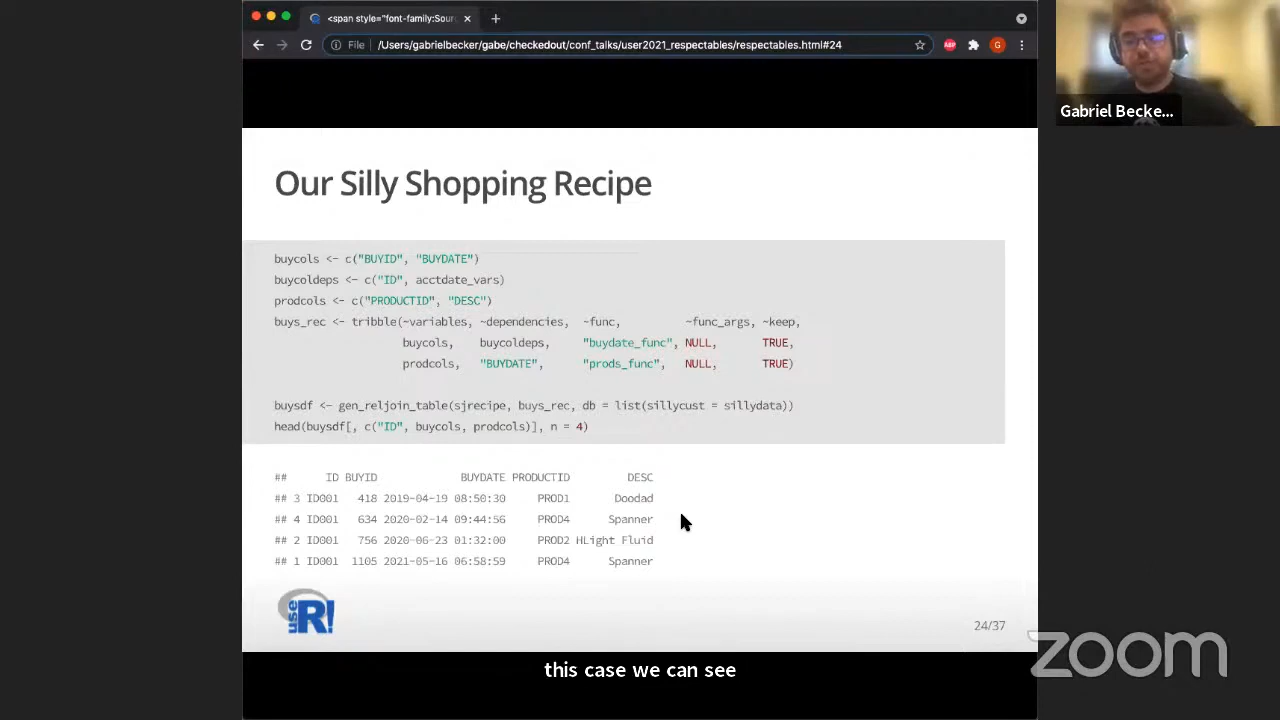 <span style="font-family:Sour
File /Users/gabrielbecker/gabe/checkedout/conf_talks/user2021_respectables/respectables.html#24
ABP
G
Gabriel Becke...
Our Silly Shopping Recipe
buycols <- c("BUYID", "BUYDATE")
buycoldeps <- c("ID", acctdate_vars)
prodcols <- c("PRODUCTID", "DESC")
buys_rec <- tribble(~variables, ~dependencies, ~func, ~func_args, ~keep,
buycols, buycoldeps, "buydate_func", NULL, TRUE,
prodcols, "BUYDATE", "prods_func", NULL, TRUE)
buysdf <- gen_reljoin_table(sjrecipe, buys_rec, db = list(sillycust = sillydata))
head(buysdf[, c("ID", buycols, prodcols)], n = 4)
## ID BUYID BUYDATE PRODUCTID DESC
## 3 ID001 418 2019-04-19 08:50:30 PROD1 Doodad
## 4 ID001 634 2020-02-14 09:44:56 PROD4 Spanner
## 2 ID001 756 2020-06-23 01:32:00 PROD2 HLight Fluid
## 1 ID001 1105 2021-05-16 06:58:59 PROD4 Spanner
use R!
24/37
zoom
this case we can see